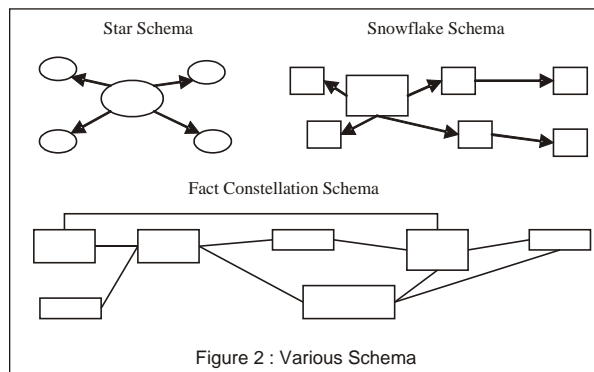 Star Schema
Snowflake Schema
Fact Constellation Schema
Figure 2 : Various Schema